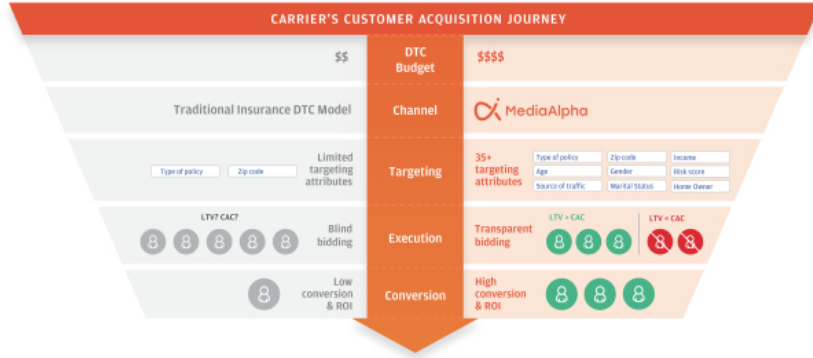 CARRIER'S CUSTOMER ACQUISITION JOURNEY
$$
DTC
Budget
$$$$
Traditional Insurance DTC Model
Channel
MediaAlpha
Type of policy
Zip code
Limited
targeting
attributes
Targeting
35+
targeting
attributes
Type of policy
Zip code
Income
Age
Gender
Risk score
Source of traffic
Marital Status
Home Owner
LTV? CAC?
Blind
bidding
Execution
Transparent
bidding
LTV > CAC
LTV < CAC
Low
conversion
& ROI
Conversion
High
conversion
& ROI